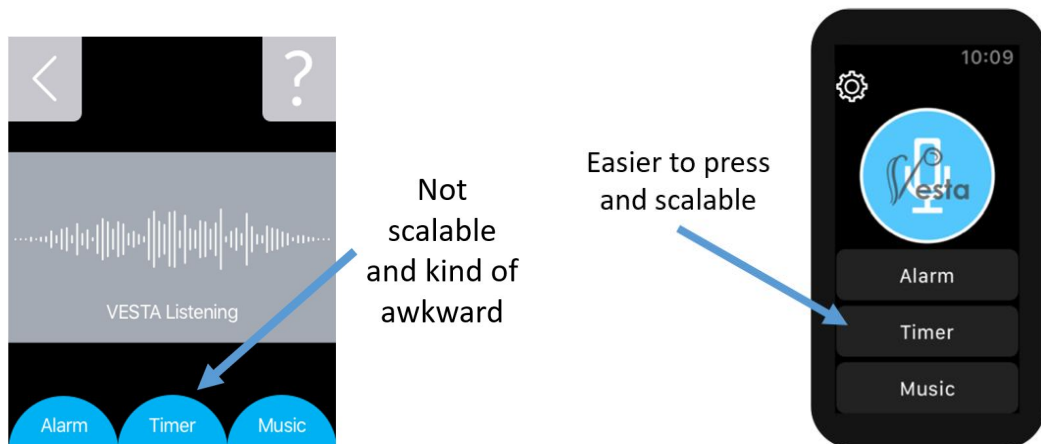 ?
VESTA Listening
Alarm
Timer
Music
Not
scalable
and kind of
awkward
Easier to press
and scalable
10:09
Vesta
Alarm
Timer
Music